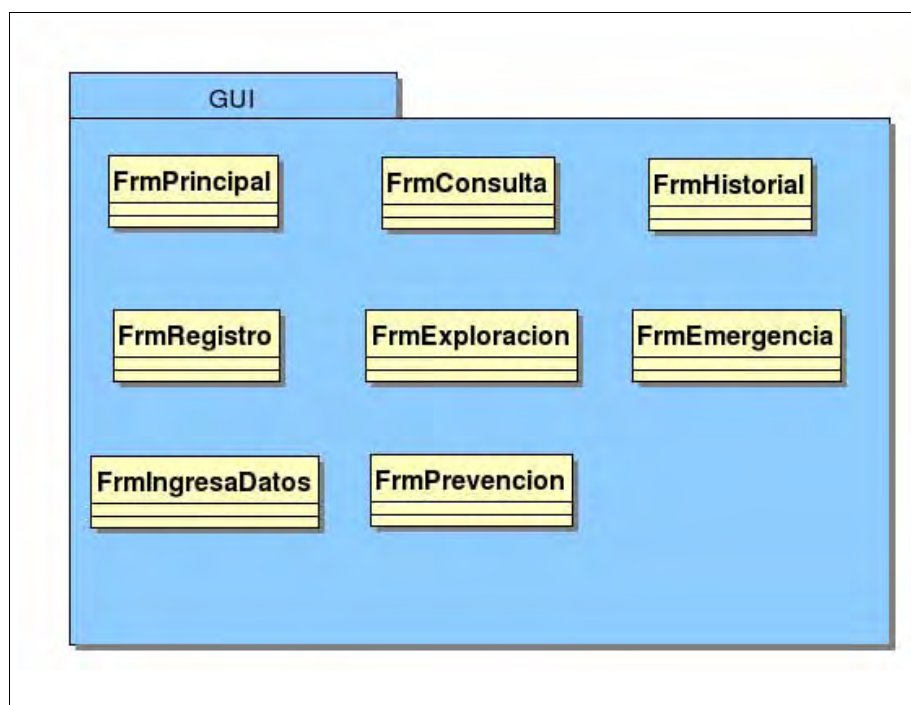 GUI
FrmPrincipal
FrmConsulta
FrmHistorial
FrmRegistro
FrmExploracion
FrmEmergencia
FrmIngresaDatos
FrmPrevencion